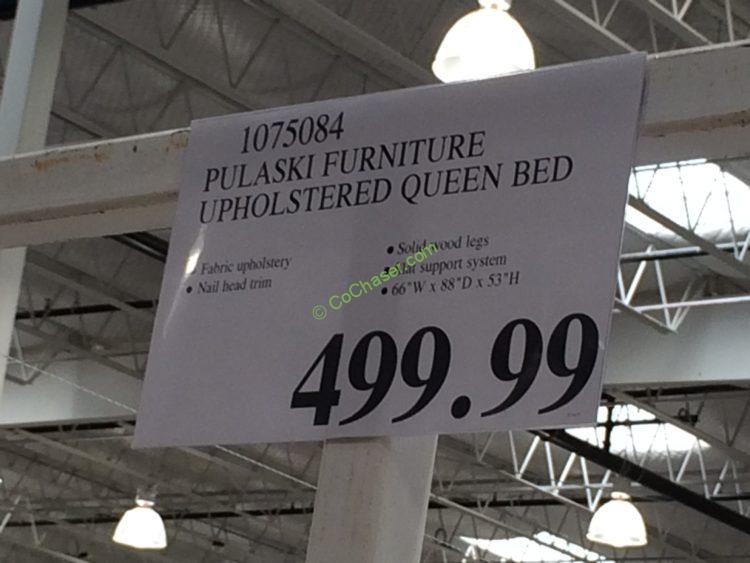 1075084
PULASKI FURNITURE
UPHOLSTERED QUEEN BED
Fabric upholstery
• Nail head trim
• Solid wood legs
• support system
• 66"W x 88"D x 53"H
© CoChaser.com
499.99